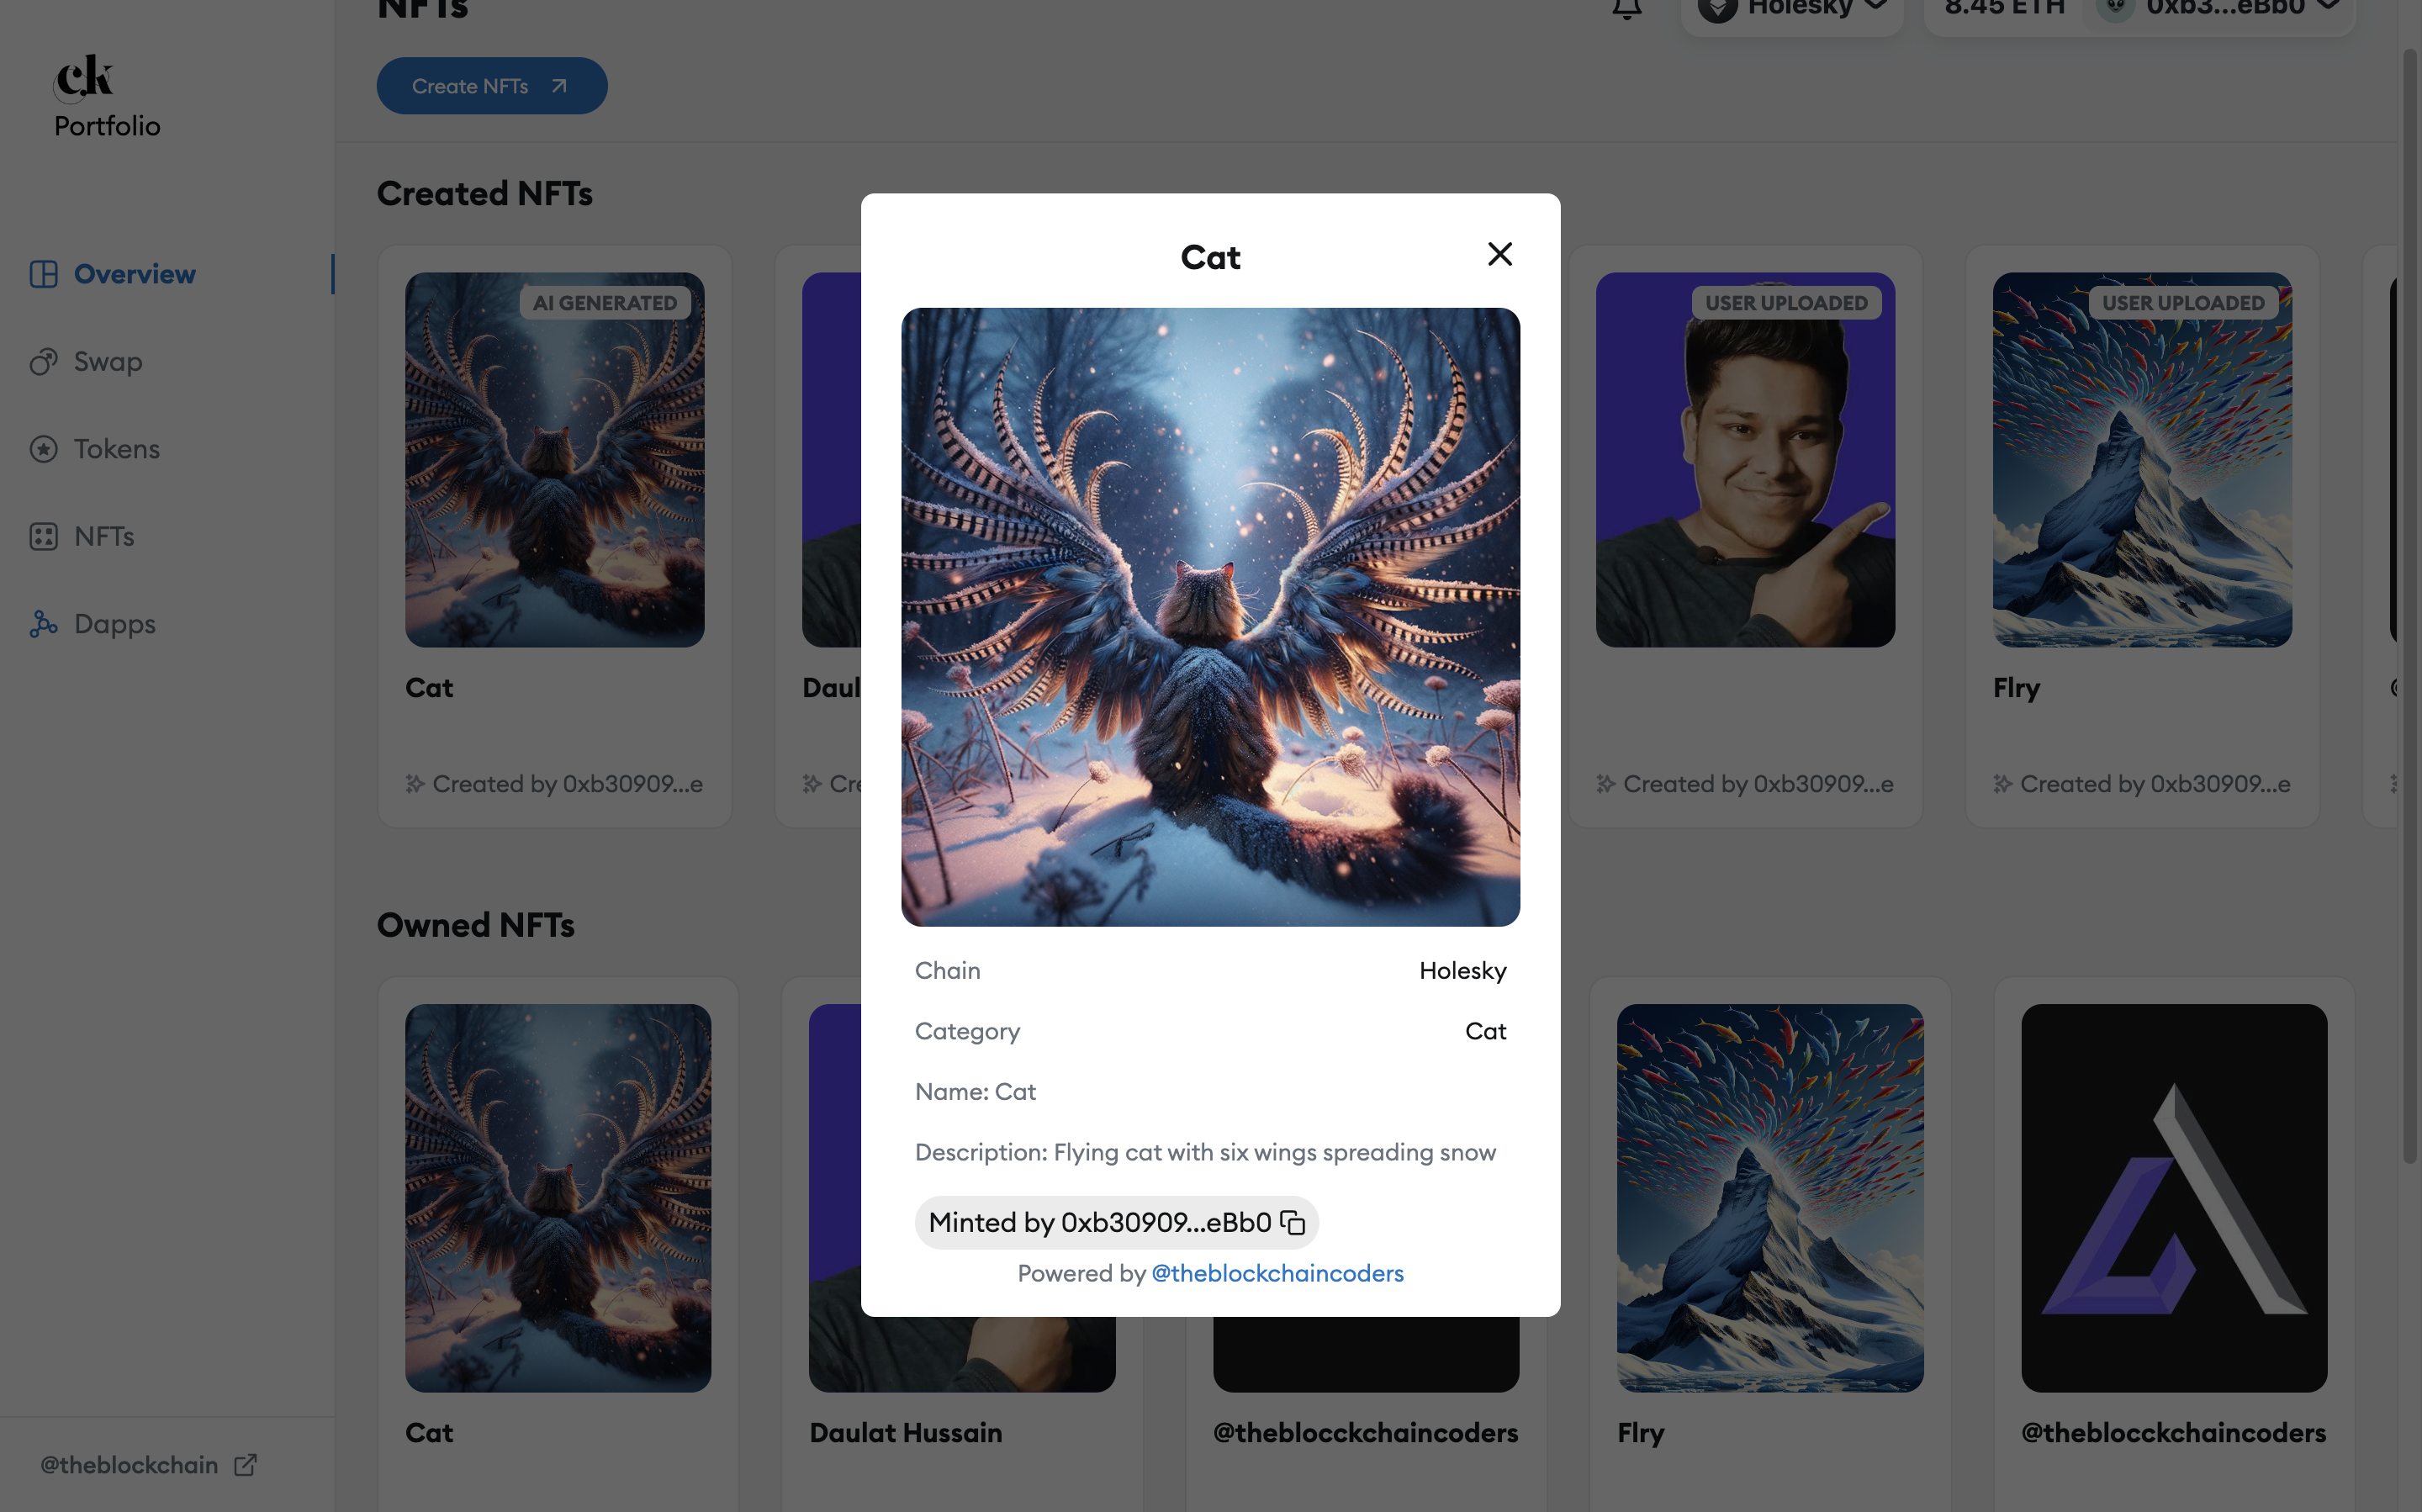 NFTs
Holesky
8.45 ETH
0xb3...eBb0
ck
Portfolio
Create NFTs
Created NFTs
Overview
Swap
Tokens
NFTs
Dapps
AI GENERATED
USER UPLOADED
USER UPLOADED
Cat
Daul
Flry
Created by 0xb30909...e
Cre
Created by 0xb30909...e
Created by 0xb30909...e
Cat
Chain
Holesky
Category
Cat
Name: Cat
Description: Flying cat with six wings spreading snow
Minted by 0xb30909...eBb0
Powered by @theblockchaincoders
Owned NFTs
Cat
Daulat Hussain
@theblocckchaincoders
Flry
@theblocckchaincoders
@theblockchain